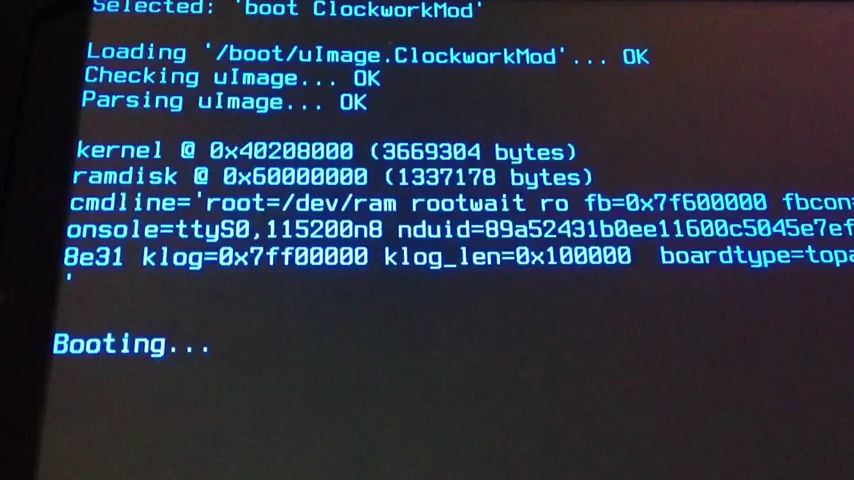 Selected: 'boot ClockworkMod'
Loading '/boot/uImage.ClockworkMod'... OK
Checking uImage... OK
Parsing uImage... OK
kernel @ 0x40208000 (3669304 bytes)
ramdisk @ 0x60000000 (1337178 bytes)
cmdline='root=/dev/ram rootwait ro fb=0x7f600000 fbcon=
onsole=ttyS0,115200n8 nduid=89a52431b0ee11600c5045e7ef
8e31 klog=0x7ff00000 klog_len=0x100000 boardtype=topa
'
Booting...